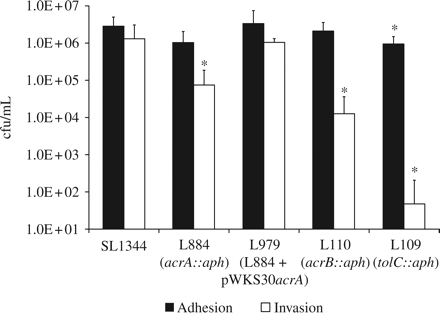 1.0E+07
1.0E+06
1.0E+05
1.0E+04
1.0E+03
1.0E+02
1.0E+01
cfu/mL
* * * *
*
SL1344 L884 L979 L110 L109
(acrA::aph) (L884 + (acrB::aph) (tolC::aph)
pWKS30acrA)
Adhesion Invasion